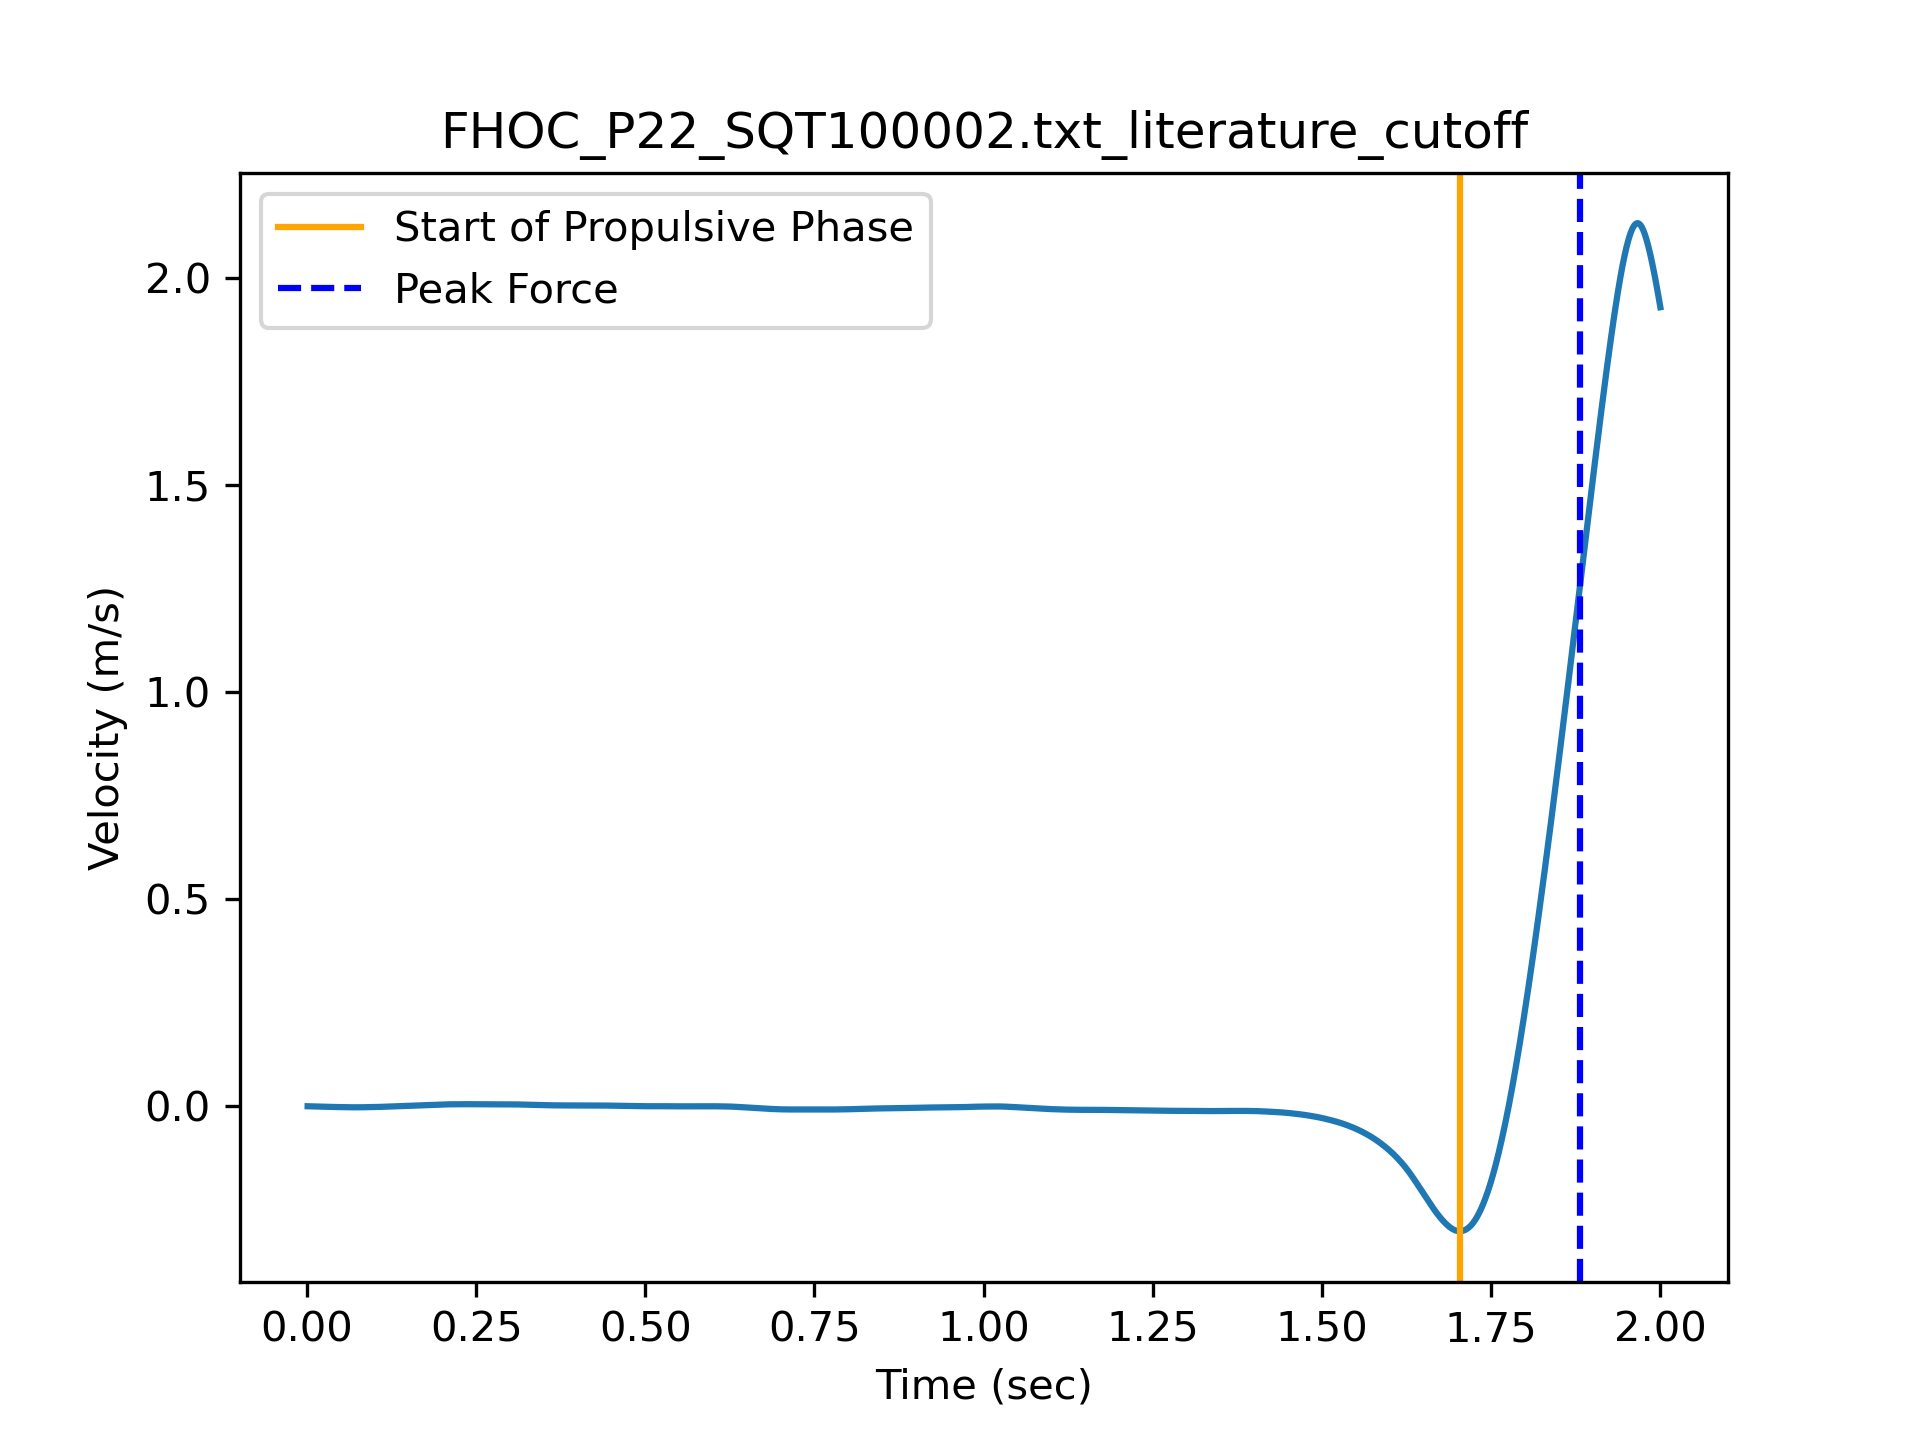 FHOC_P22_SQT100002.txt_literature_cutoff
Start of Propulsive Phase
Peak Force
2.0
1.5
1.0
0.5
0.0
Velocity (m/s)
0.00 0.25 0.50 0.75 1.00 1.25 1.50 1.75 2.00
Time (sec)